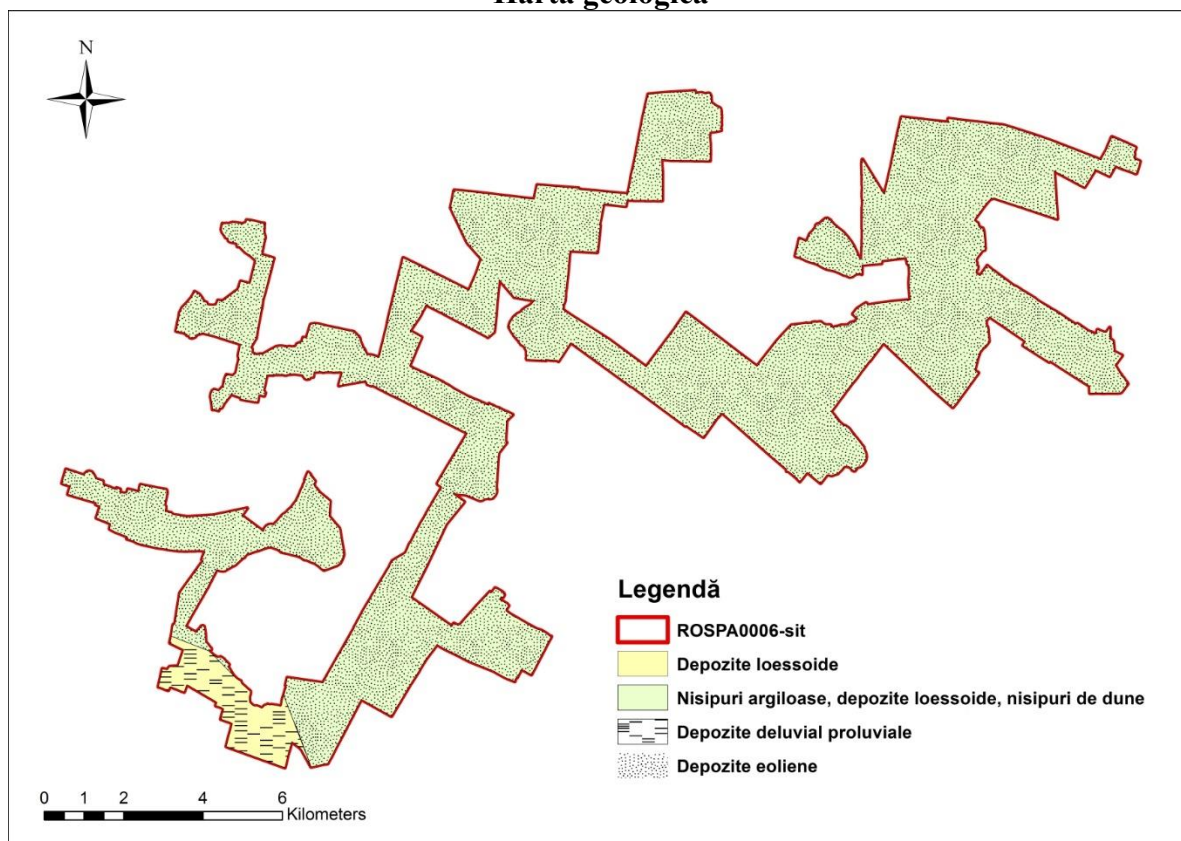 Harta geologică
N
Legendă
ROSPA0006-sit
Depozite loessoide
Nisipuri argiloase, depozite loessoide, nisipuri de dune
Depozite deluvial proluviale
Depozite eoliene
0 1 2 4 6
Kilometers